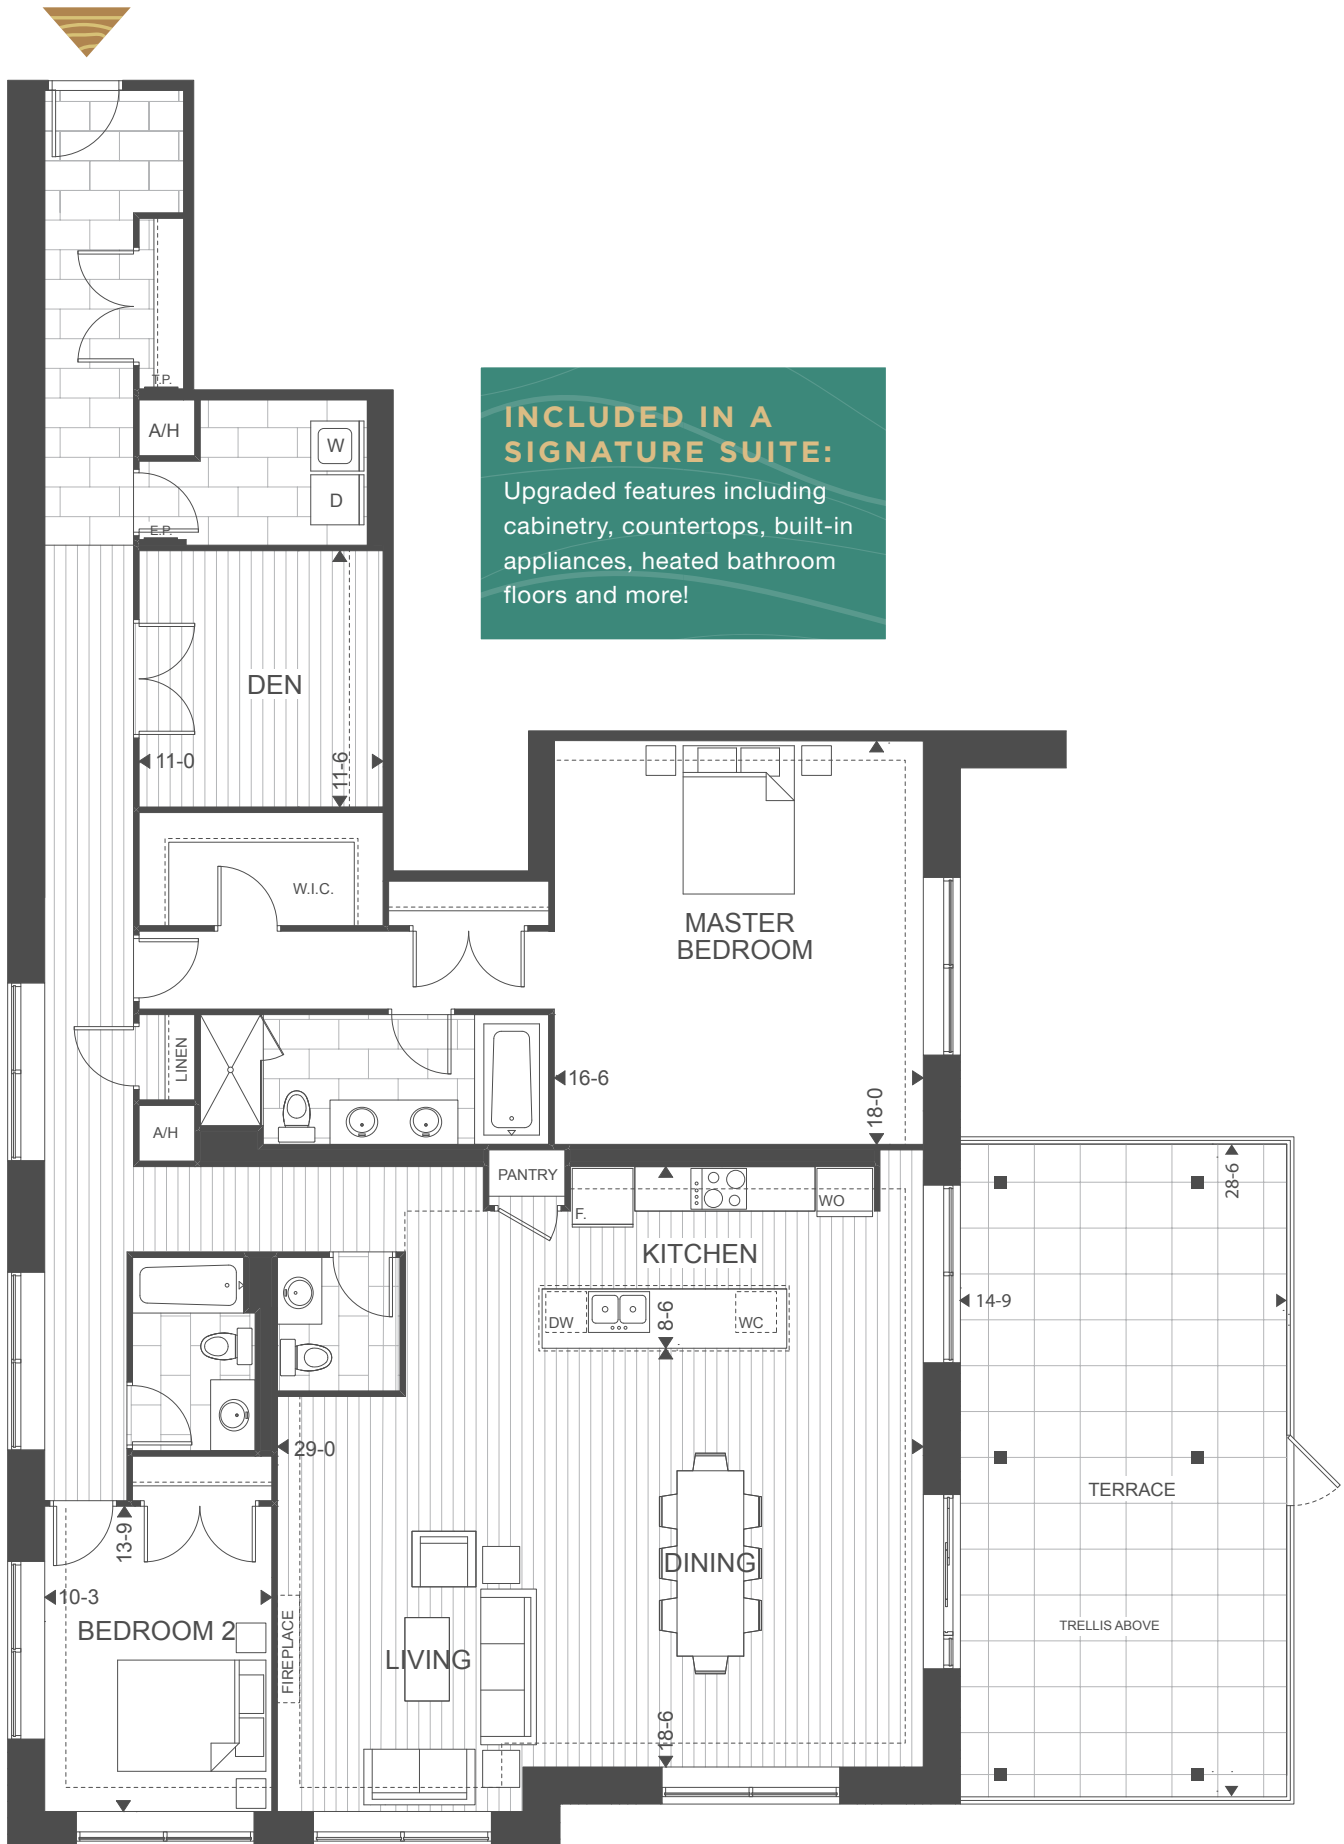 T.P.
A/H
W
D
E.P.
INCLUDED IN A
SIGNATURE SUITE:
Upgraded features including
cabinetry, countertops, built-in
appliances, heated bathroom
floors and more!
DEN
11-0
11-6
W.I.C.
MASTER
BEDROOM
LINEN
16-6
18-0
A/H
PANTRY
F.
WO
28-6
KITCHEN
14-9
DW
8-6
WC
29-0
TERRACE
13-9
DINING
10-3
BEDROOM 2
FIREPLACE
LIVING
TRELLIS ABOVE
18-6